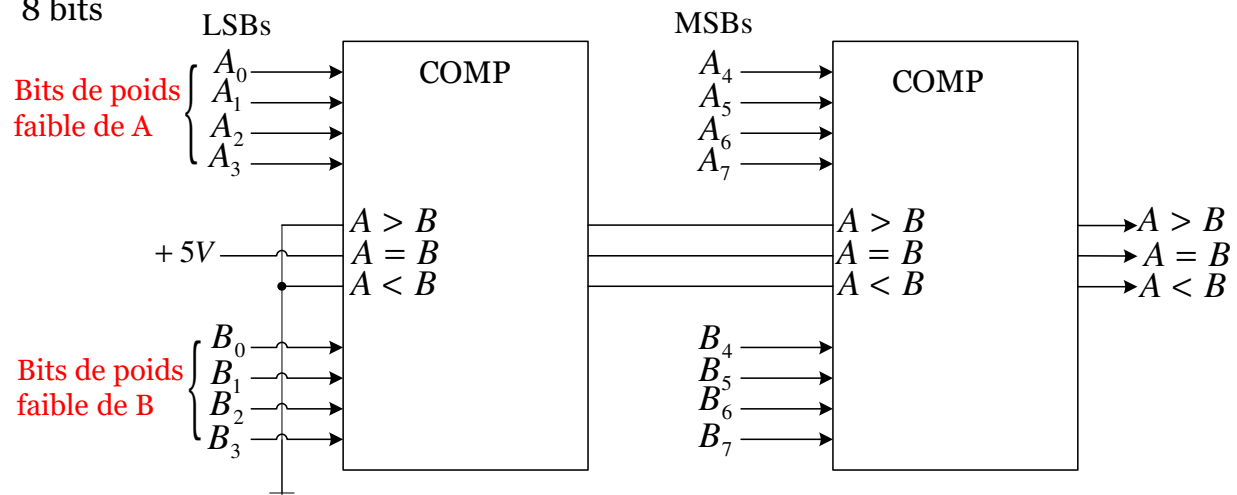 8 bits
LSBs
MSBs
COMP
COMP
Bits de poids
faible de A
A₀
A₁
A₂
A₃
A₄
A₅
A₆
A₇
+ 5V
A > B
A = B
A < B
A > B
A = B
A < B
A > B
A = B
A < B
Bits de poids
faible de B
B₀
B₁
B₂
B₃
B₄
B₅
B₆
B₇